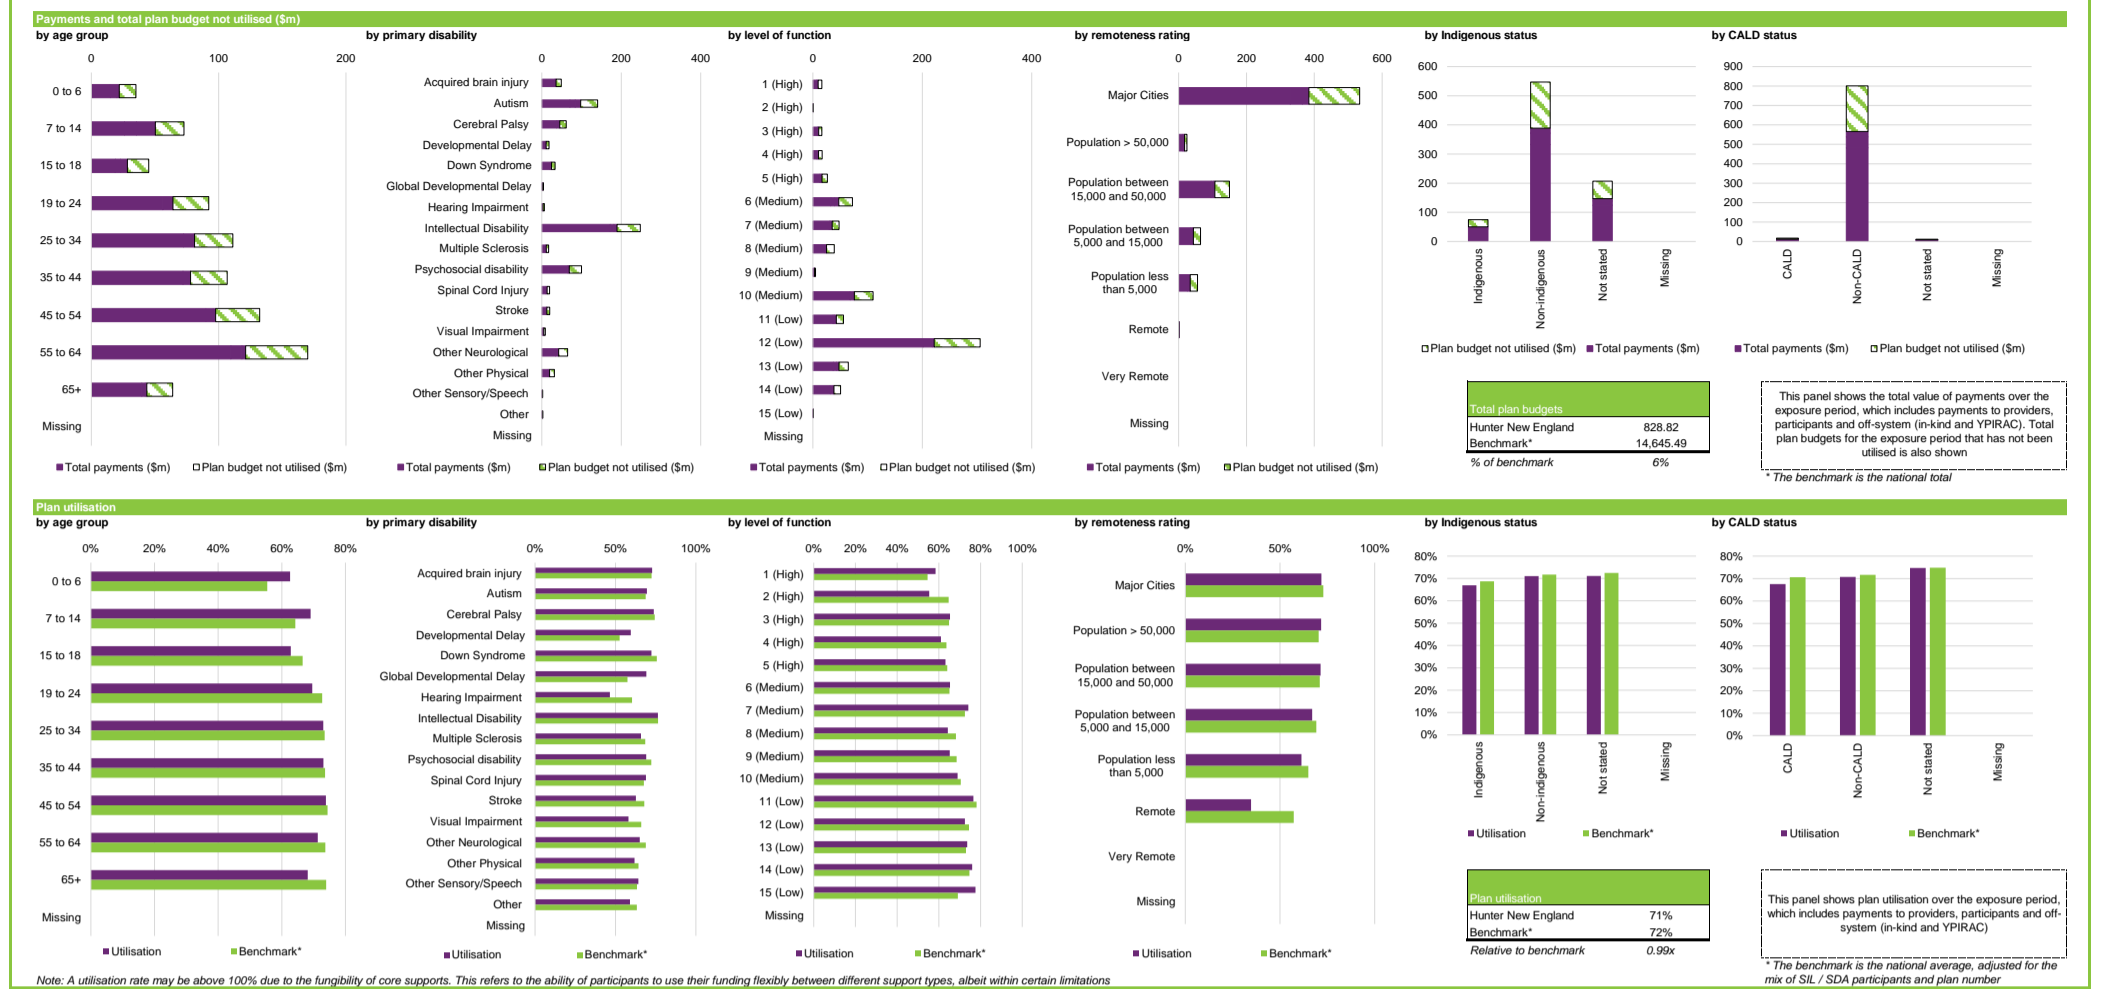 Payments and total plan budget not utilised ($m)
by age group
0 100 200
0 to 6
7 to 14
15 to 18
19 to 24
25 to 34
35 to 44
45 to 54
55 to 64
65+
Missing
Total payments ($m) Plan budget not utilised ($m)
by primary disability
0 200 400
Acquired brain injury
Autism
Cerebral Palsy
Developmental Delay
Down Syndrome
Global Developmental Delay
Hearing Impairment
Intellectual Disability
Multiple Sclerosis
Psychosocial disability
Spinal Cord Injury
Stroke
Visual Impairment
Other Neurological
Other Physical
Other Sensory/Speech
Other
Missing
Total payments ($m) Plan budget not utilised ($m)
by level of function
0 200 400
1 (High)
2 (High)
3 (High)
4 (High)
5 (High)
6 (Medium)
7 (Medium)
8 (Medium)
9 (Medium)
10 (Medium)
11 (Low)
12 (Low)
13 (Low)
14 (Low)
15 (Low)
Missing
Total payments ($m) Plan budget not utilised ($m)
by remoteness rating
0 200 400 600
Major Cities
Population > 50,000
Population between
15,000 and 50,000
Population between
5,000 and 15,000
Population less
than 5,000
Remote
Very Remote
Missing
Total payments ($m) Plan budget not utilised ($m)
by Indigenous status
600
500
400
300
200
100
0
Indigenous
Non-indigenous
Not stated
Missing
Plan budget not utilised ($m) Total payments ($m)
by CALD status
900
800
700
600
500
400
300
200
100
0
CALD
Non-CALD
Not stated
Missing
Total payments ($m) Plan budget not utilised ($m)
Total plan budgets
Hunter New England 828.82
Benchmark* 14,645.49
% of benchmark 6%
This panel shows the total value of payments over the
exposure period, which includes payments to providers,
participants and off-system (in-kind and YPIRAC). Total
plan budgets for the exposure period that has not been
utilised is also shown
* The benchmark is the national total
Plan utilisation
by age group
0% 20% 40% 60% 80%
0 to 6
7 to 14
15 to 18
19 to 24
25 to 34
35 to 44
45 to 54
55 to 64
65+
Missing
Utilisation Benchmark*
by primary disability
0% 50% 100%
Acquired brain injury
Autism
Cerebral Palsy
Developmental Delay
Down Syndrome
Global Developmental Delay
Hearing Impairment
Intellectual Disability
Multiple Sclerosis
Psychosocial disability
Spinal Cord Injury
Stroke
Visual Impairment
Other Neurological
Other Physical
Other Sensory/Speech
Other
Missing
Utilisation Benchmark*
by level of function
0% 20% 40% 60% 80% 100%
1 (High)
2 (High)
3 (High)
4 (High)
5 (High)
6 (Medium)
7 (Medium)
8 (Medium)
9 (Medium)
10 (Medium)
11 (Low)
12 (Low)
13 (Low)
14 (Low)
15 (Low)
Missing
Utilisation Benchmark*
by remoteness rating
0% 50% 100%
Major Cities
Population > 50,000
Population between
15,000 and 50,000
Population between
5,000 and 15,000
Population less
than 5,000
Remote
Very Remote
Missing
Utilisation Benchmark*
by Indigenous status
80%
70%
60%
50%
40%
30%
20%
10%
0%
Indigenous
Non-indigenous
Not stated
Missing
Utilisation Benchmark*
by CALD status
80%
70%
60%
50%
40%
30%
20%
10%
0%
CALD
Non-CALD
Not stated
Missing
Utilisation Benchmark*
Plan utilisation
Hunter New England 71%
Benchmark* 72%
Relative to benchmark 0.99x
This panel shows plan utilisation over the exposure period,
which includes payments to providers, participants and off-
system (in-kind and YPIRAC)
* The benchmark is the national average, adjusted for the
mix of SIL / SDA participants and plan number
Note: A utilisation rate may be above 100% due to the fungibility of core supports. This refers to the ability of participants to use their funding flexibly between different support types, albeit within certain limitations